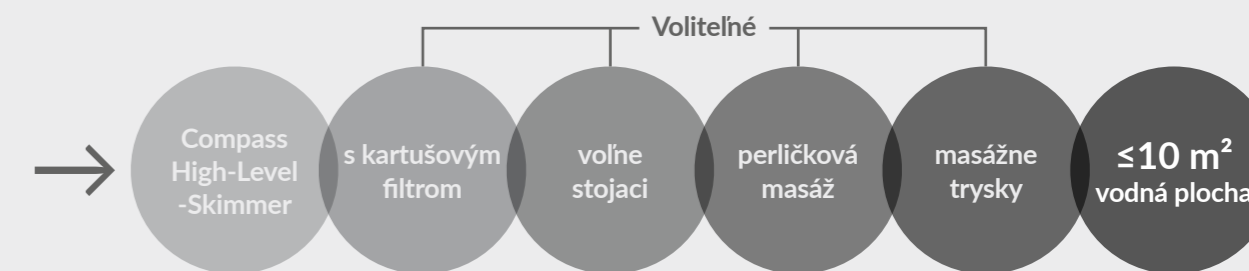 Voliteľné
Compass
High-Level
-Skimmer
s kartušovým
filtrom
voľne
stojaci
perličková
masáž
masážne
trysky
≤10 m²
vodná plocha